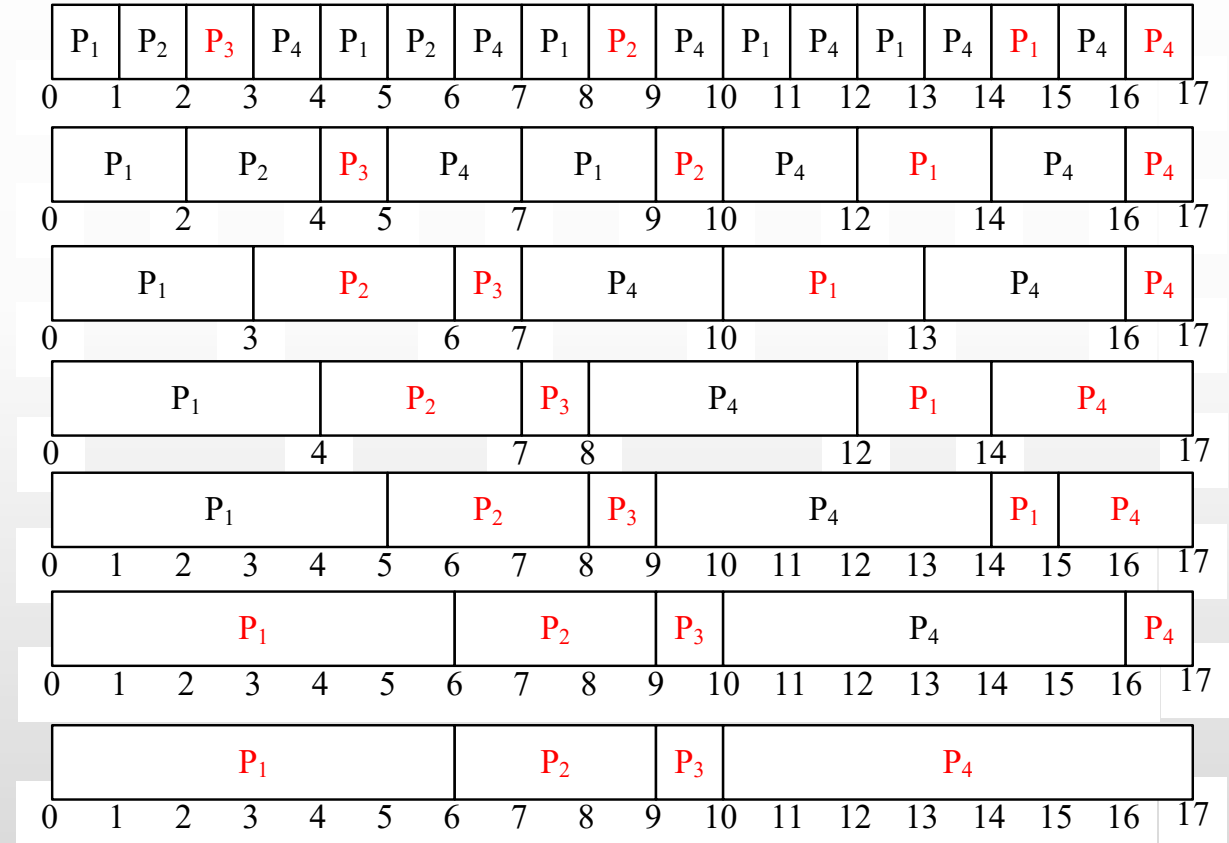 P₁ P₂ P₃ P₄ P₁ P₂ P₄ P₁ P₂ P₄ P₁ P₄ P₁ P₄ P₁ P₄ P₄
0 1 2 3 4 5 6 7 8 9 10 11 12 13 14 15 16 17
P₁ P₂ P₃ P₄ P₁ P₂ P₄ P₁ P₄ P₄
0 2 4 5 7 9 10 12 14 16 17
P₁ P₂ P₃ P₄ P₁ P₄ P�4
0 3 6 7 10 13 16 17
P₁ P₂ P₃ P₄ P₁ P₄
0 4 7 8 12 14 17
P₁ P₂ P₃ P₄ P₁ P₄
0 1 2 3 4 5 6 7 8 9 10 11 12 13 14 15 16 17
P₁ P₂ P₃ P₄ P₄
0 1 2 3 4 5 6 7 8 9 10 11 12 13 14 15 16 17
P₁ P₂ P₃ P₄
0 1 2 3 4 5 6 7 8 9 10 11 12 13 14 15 16 17